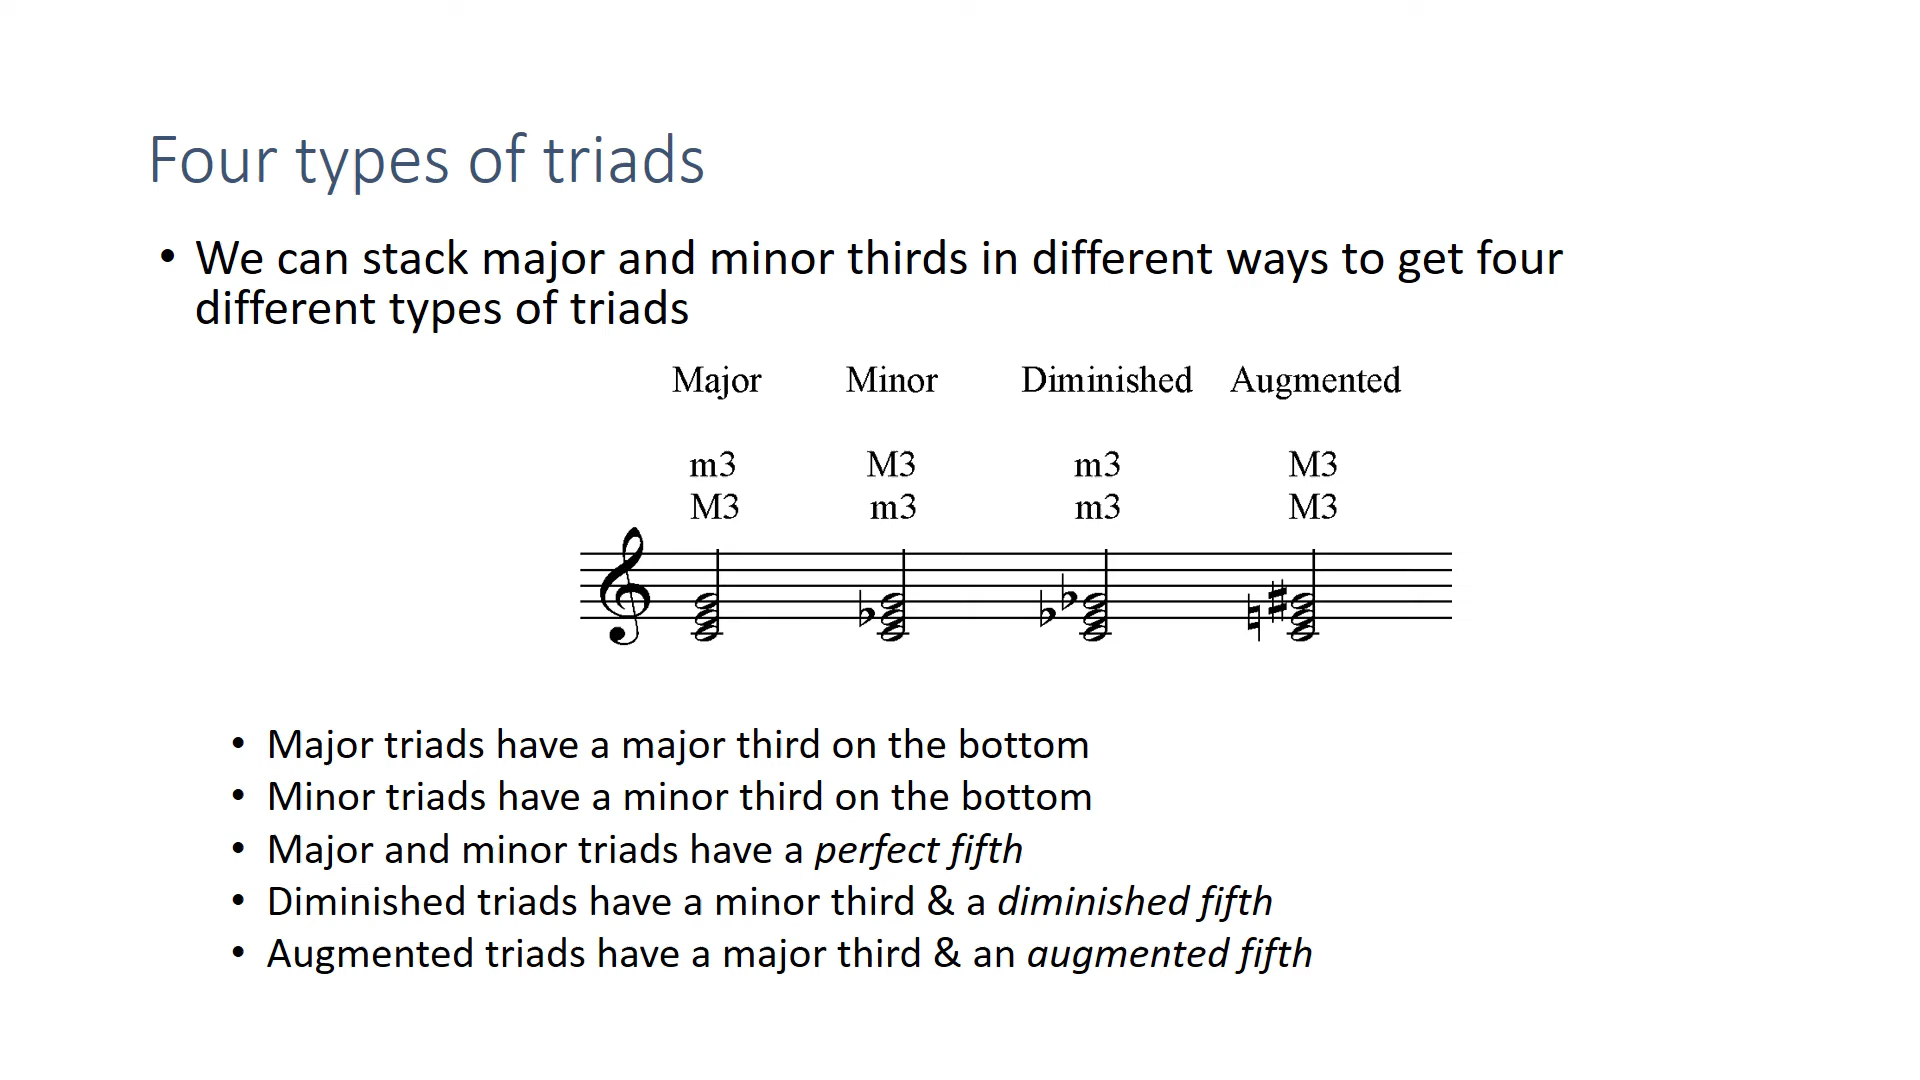 Four types of triads
• We can stack major and minor thirds in different ways to get four
different types of triads
Major Minor Diminished Augmented
m3 M3 m3 M3
M3 m3 m3 M3
• Major triads have a major third on the bottom
• Minor triads have a minor third on the bottom
• Major and minor triads have a perfect fifth
• Diminished triads have a minor third & a diminished fifth
• Augmented triads have a major third & an augmented fifth